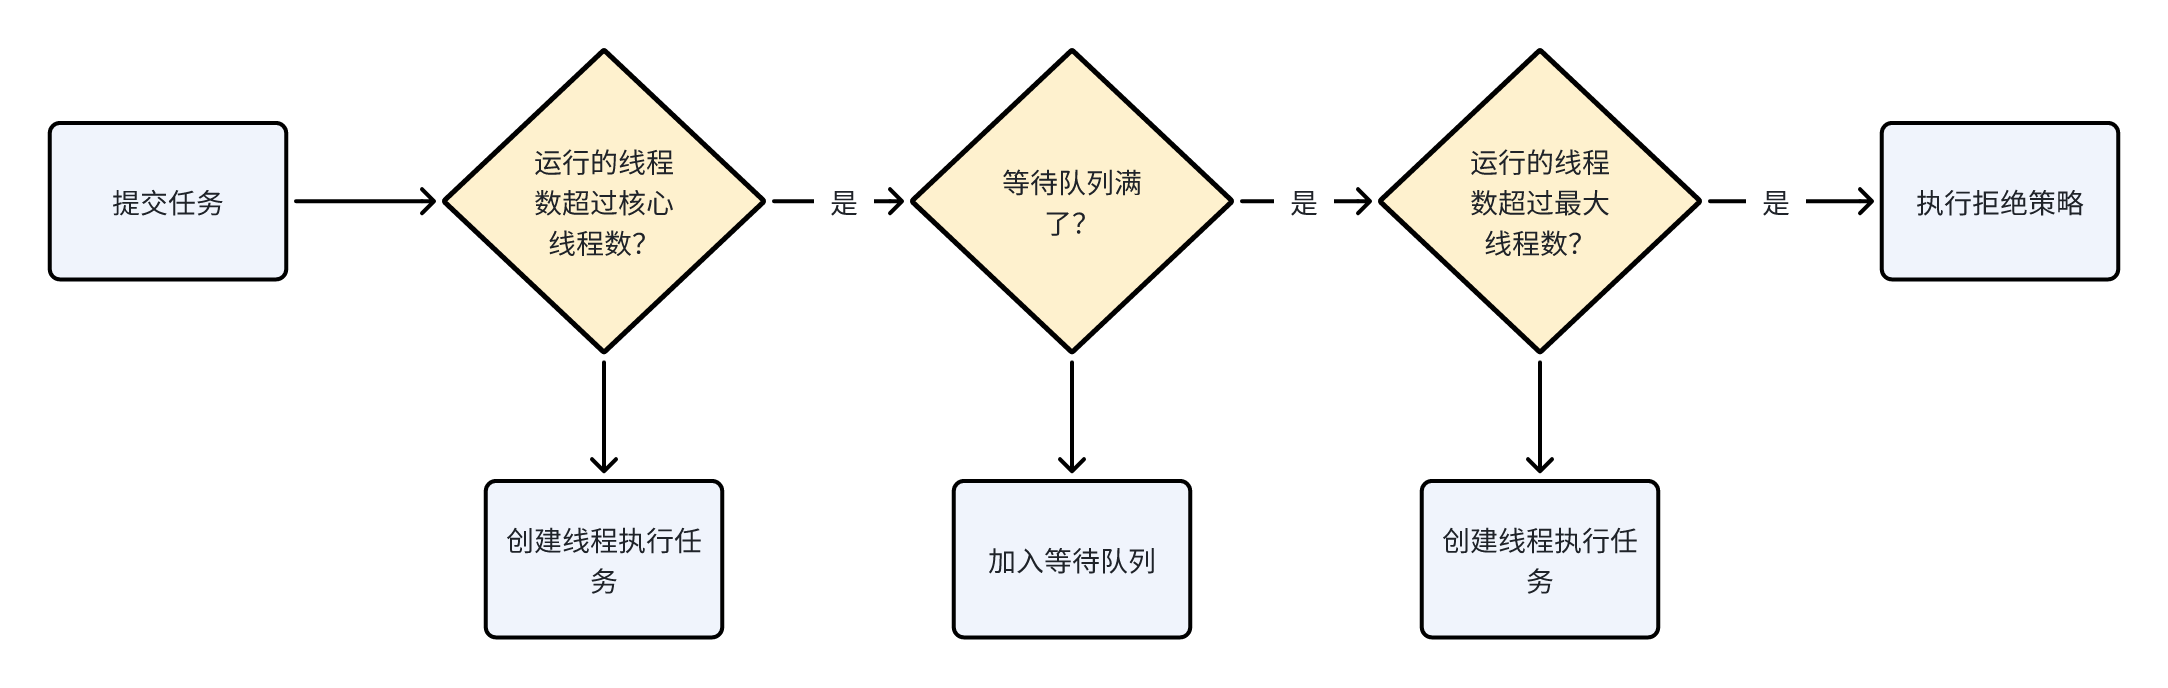 提交任务
运行的线程
数超过核心
线程数?
是
等待队列满
了?
是
运行的线程
数超过最大
线程数?
是
执行拒绝策略
创建线程执行任
务
加入等待队列
创建线程执行任
务